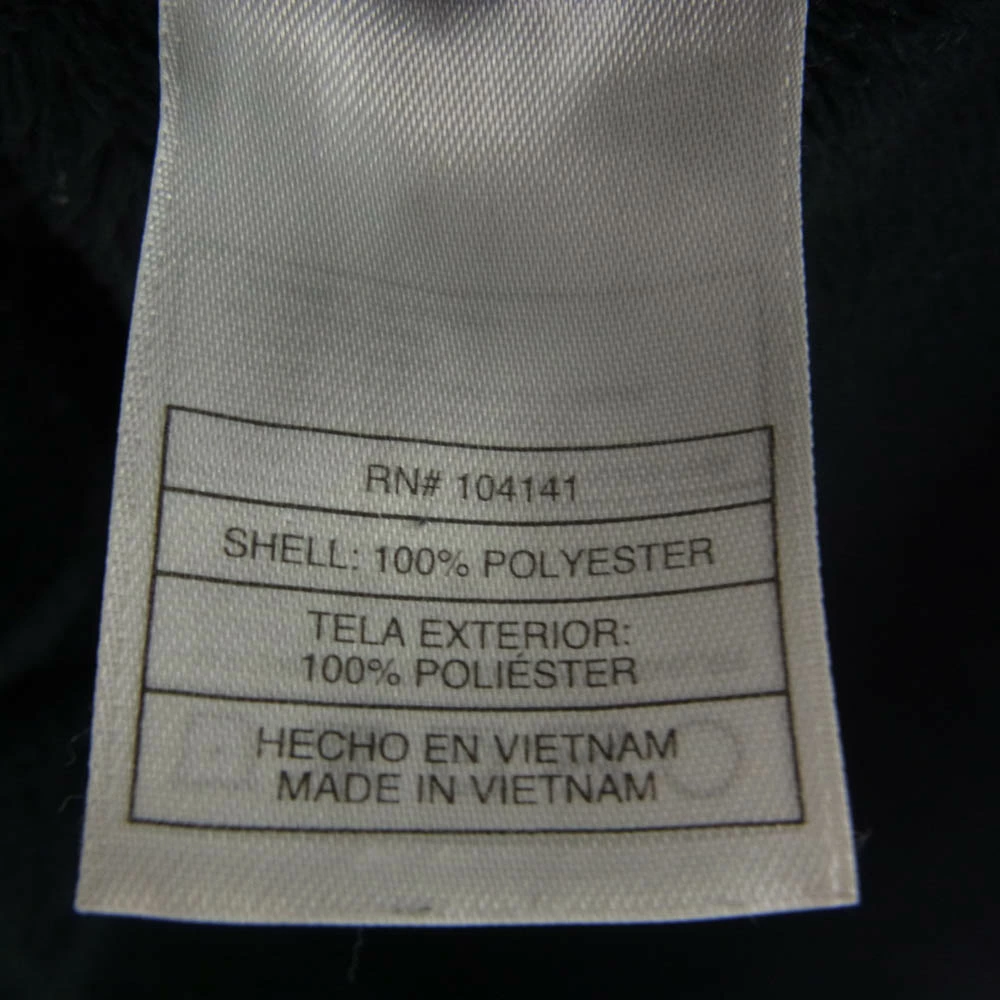 RN# 104141
SHELL: 100% POLYESTER
TELA EXTERIOR:
100% POLIÉSTER
HECHO EN VIETNAM
MADE IN VIETNAM